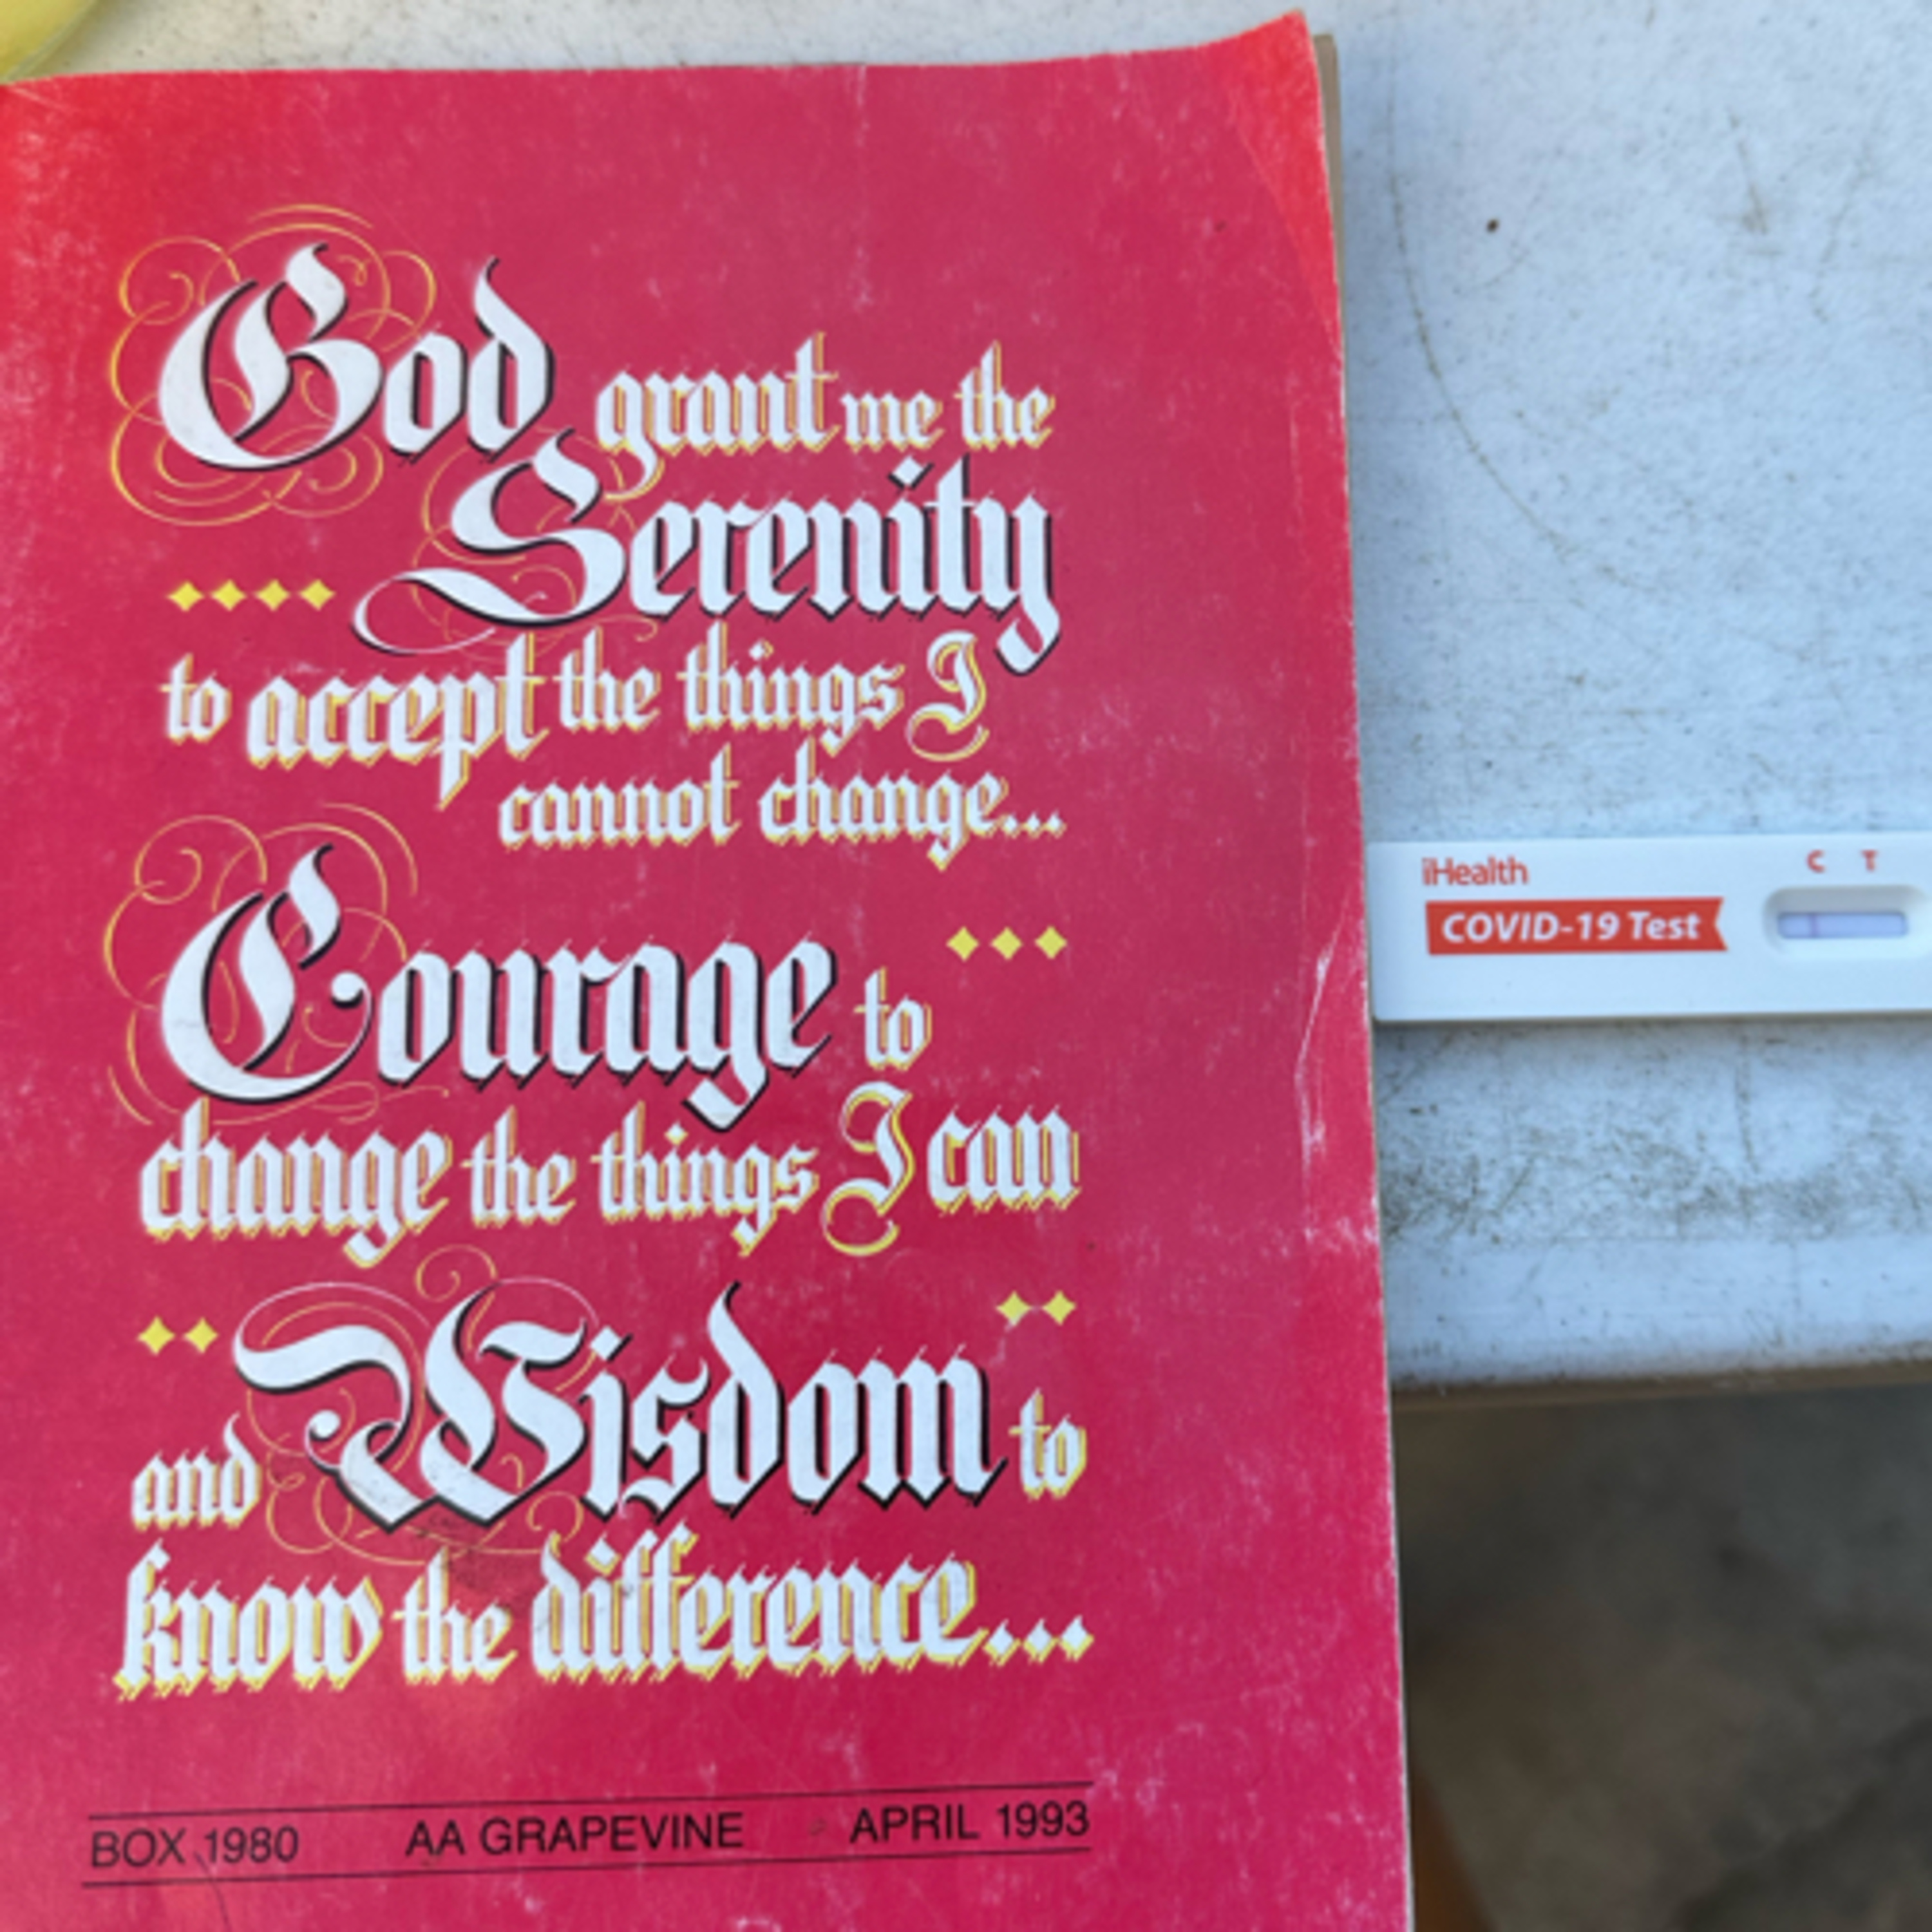 God grant me the
Serenity
to accept the things I
cannot change...
Courage to
change the things I can
and Wisdom to
know the difference...
BOX 1980 AA GRAPEVINE APRIL 1993
iHealth C T
COVID-19 Test